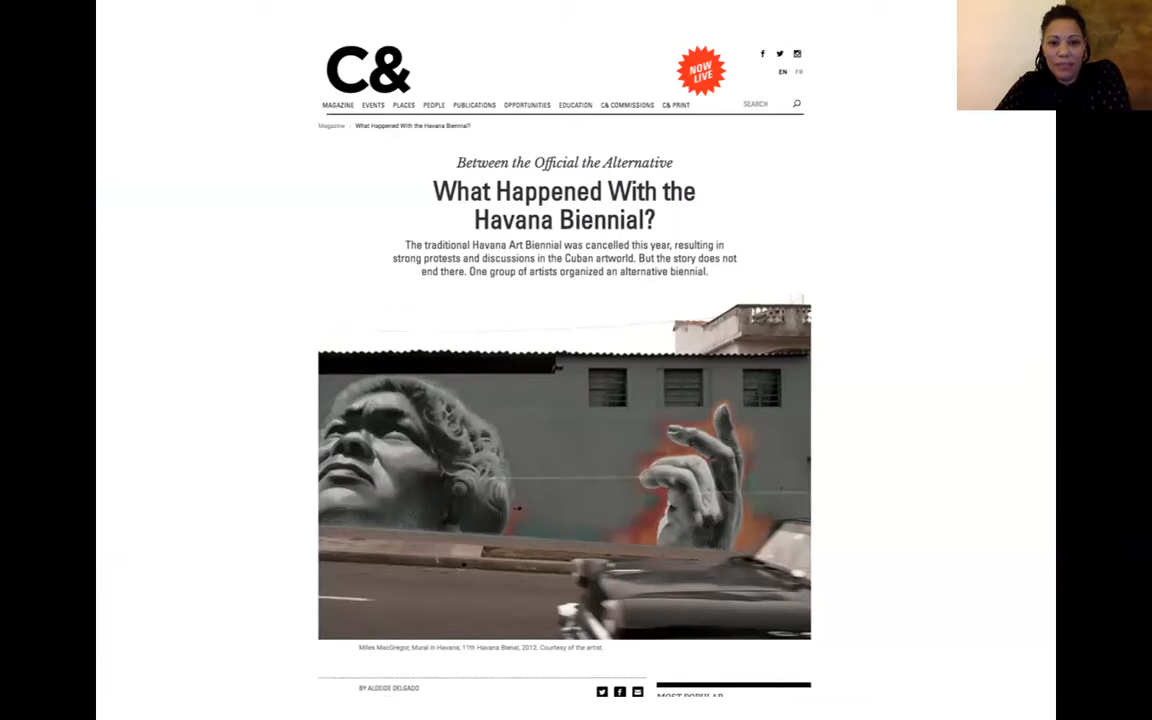 C&
NOW
LIVE
EN FR
MAGAZINE EVENTS PLACES PEOPLE PUBLICATIONS OPPORTUNITIES EDUCATION C& COMMISSIONS C& PRINT
SEARCH
Magazine / What Happened With the Havana Biennial?
Between the Official the Alternative
What Happened With the
Havana Biennial?
The traditional Havana Art Biennial was cancelled this year, resulting in
strong protests and discussions in the Cuban artworld. But the story does not
end there. One group of artists organized an alternative biennial.
Miles MacGregor, Mural in Havana, 11th Havana Bienal, 2012. Courtesy of the artist.
BY ALDEIDE DELGADO
MOST POPULAR